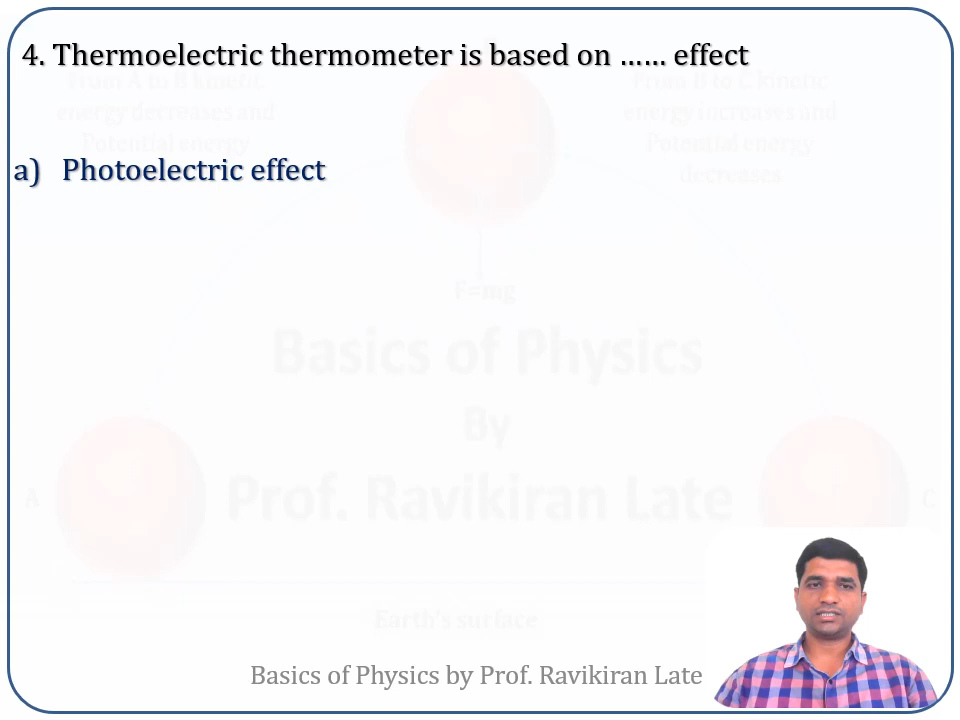 4. Thermoelectric thermometer is based on …… effect
From A to B kinetic
energy decreases and
Potential energy
From B to C kinetic
energy increases and
Potential energy
decreases
a) Photoelectric effect
F=mg
Basics of Physics
By
Prof. Ravikiran Late
A
C
Earth's surface
Basics of Physics by Prof. Ravikiran Late